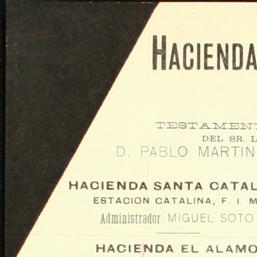 HACIENDA
TESTAMENT
DEL SR. L
D. PABLO MARTIN
HACIENDA SANTA CATAL
ESTACION CATALINA, F. I. M
Administrador MIGUEL SOTO
HACIENDA EL ALAMO